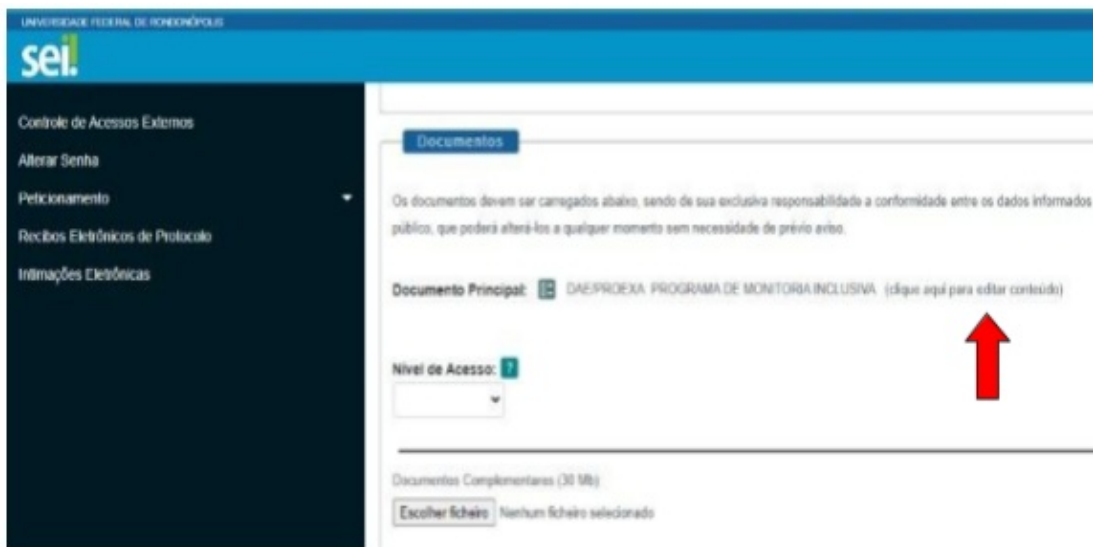 UNIVERSIDADE FEDERAL DE RONDONÓPOLIS
sei!
Controle de Acessos Externos
Alterar Senha
Peticionamento
Recibos Eletrônicos de Protocolo
Intimações Eletrônicas
Documentos
Os documentos devem ser carregados abaixo, sendo de sua exclusiva responsabilidade a conformidade entre os dados informados
público, que poderá alterá-los a qualquer momento sem necessidade de prévio aviso.
Documento Principal: DAE/PROEXA PROGRAMA DE MONITORIA INCLUSIVA (clique aqui para editar conteúdo)
Nível de Acesso: ?
Documentos Complementares (30 Mb)
Escolher ficheiro Nenhum ficheiro selecionado